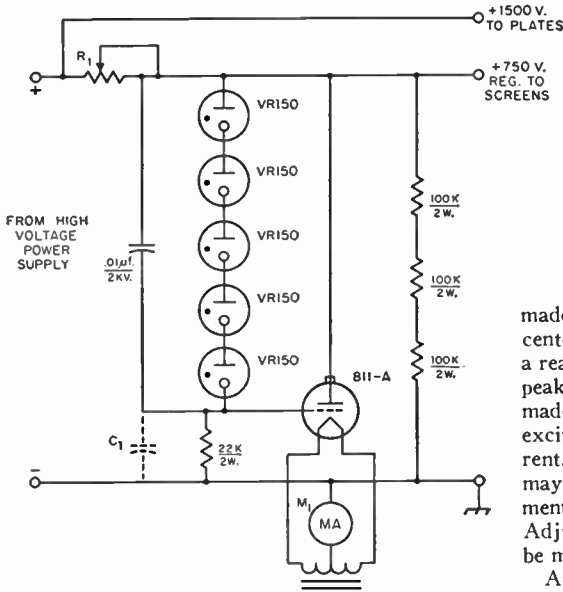 +1500 V.
TO PLATES
R1
+
+750 V.
REG. TO
SCREENS
VR150
VR150
VR150
VR150
VR150
FROM HIGH
VOLTAGE
POWER
SUPPLY
.01µf.
2KV.
100K
2W.
100K
2W.
100K
2W.
811-A
C1
22K
2W.
-
M1
MA
made
cente
a rea
peak
made
excit
rent.
may
ment
Adju
be m
A